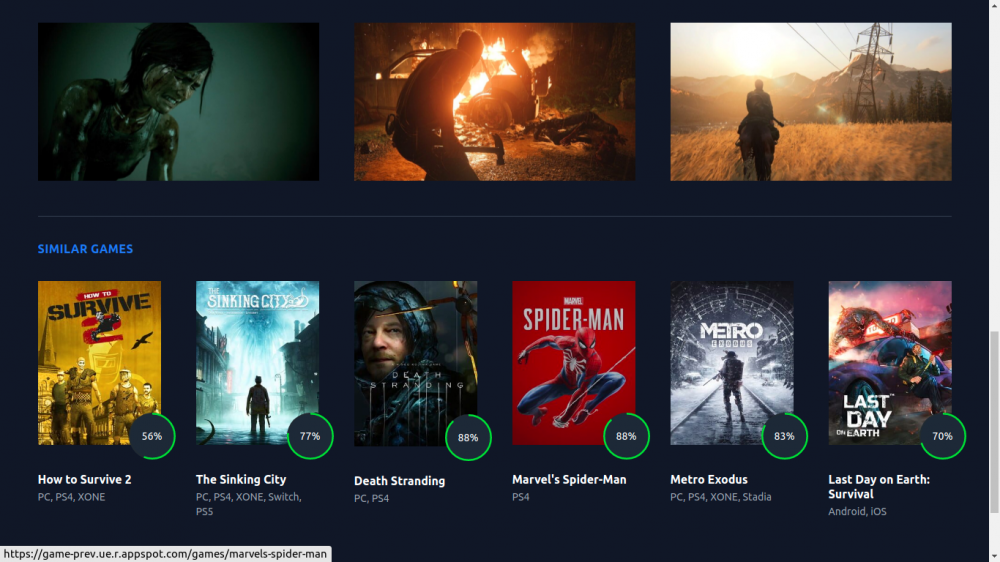 SIMILAR GAMES
HOW TO
SURVIVE
2
56%
THE
SINKING CITY
77%
DEATH
STRANDING
88%
MARVEL
SPIDER-MAN
88%
METRO
EXODUS
83%
LAST
DAY
ON EARTH
70%
How to Survive 2
PC, PS4, XONE
The Sinking City
PC, PS4, XONE, Switch,
PS5
Death Stranding
PC, PS4
Marvel's Spider-Man
PS4
Metro Exodus
PC, PS4, XONE, Stadia
Last Day on Earth:
Survival
Android, iOS
https://game-prev.ue.r.appspot.com/games/marvels-spider-man